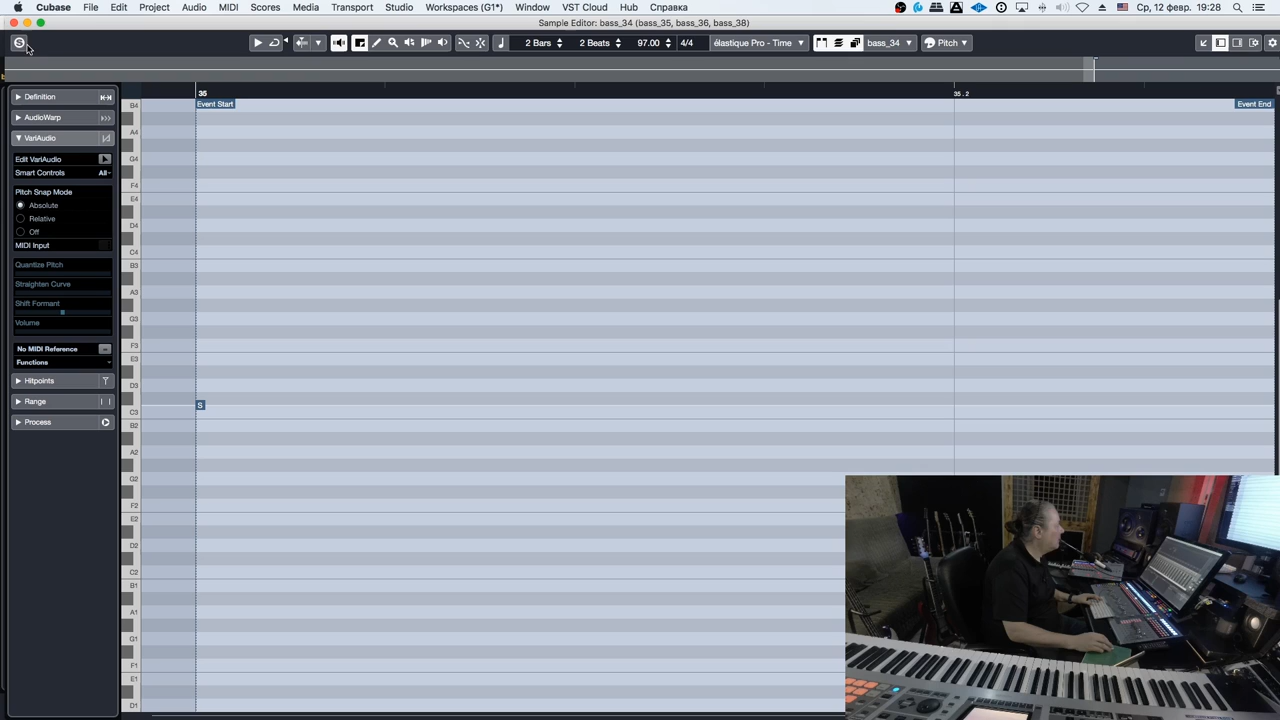 Cubase File Edit Project Audio MIDI Scores Media Transport Studio Workspaces (G1*) Window VST Cloud Hub Справка Ср, 12 февр. 19:28
Sample Editor: bass_34 (bass_35, bass_36, bass_38)
S 2 Bars 2 Beats 97.00 4/4 élastique Pro - Time bass_34 Pitch
35 35.2
Event Start Event End
Definition
AudioWarp
VariAudio
Edit VariAudio
Smart Controls All
Pitch Snap Mode
Absolute
Relative
Off
MIDI Input
Quantize Pitch
Straighten Curve
Shift Formant
Volume
No MIDI Reference
Functions
Hitpoints
Range
Process
B4
A4
G4
F4
E4
D4
C4
B3
A3
G3
F3
E3
D3
S
C3
B2
A2
G2
F2
E2
D2
C2
B1
A1
G1
F1
E1
D1